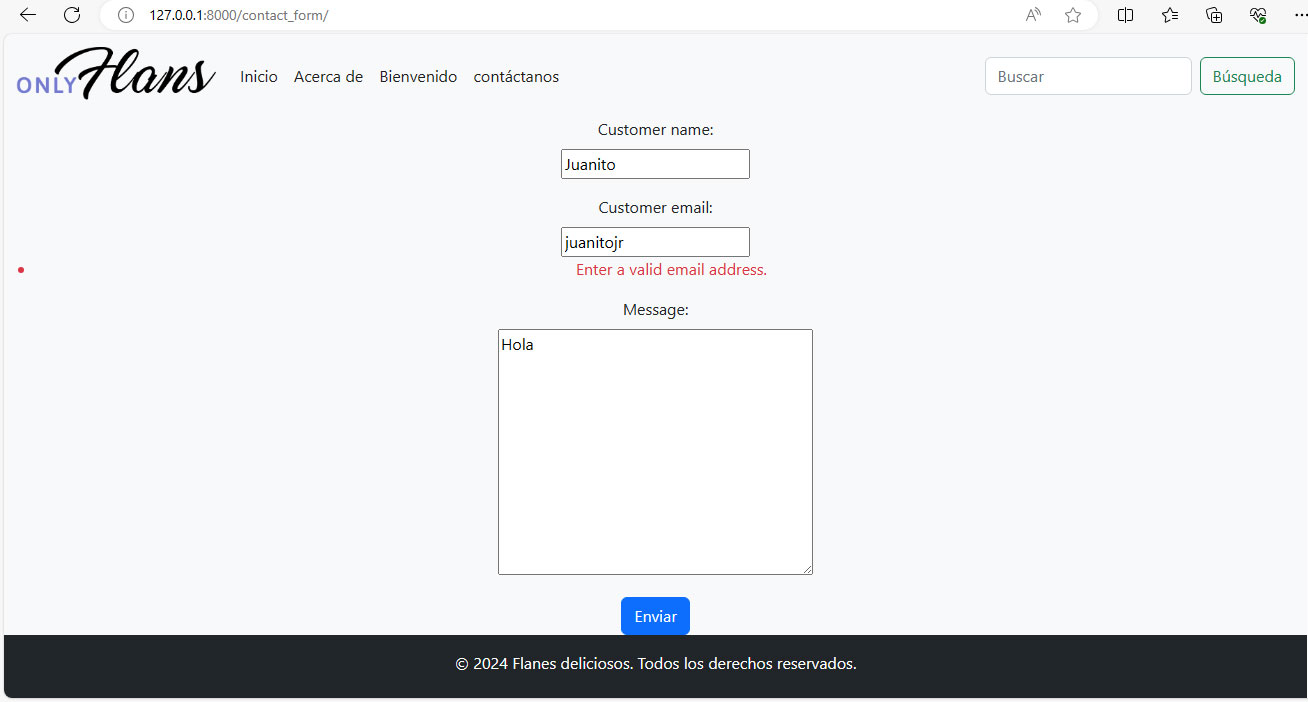 127.0.0.1:8000/contact_form/
ONLY Flans Inicio Acerca de Bienvenido contáctanos Buscar Búsqueda
Customer name:
Juanito
Customer email:
juanitojr
Enter a valid email address.
Message:
Hola
Enviar
© 2024 Flanes deliciosos. Todos los derechos reservados.